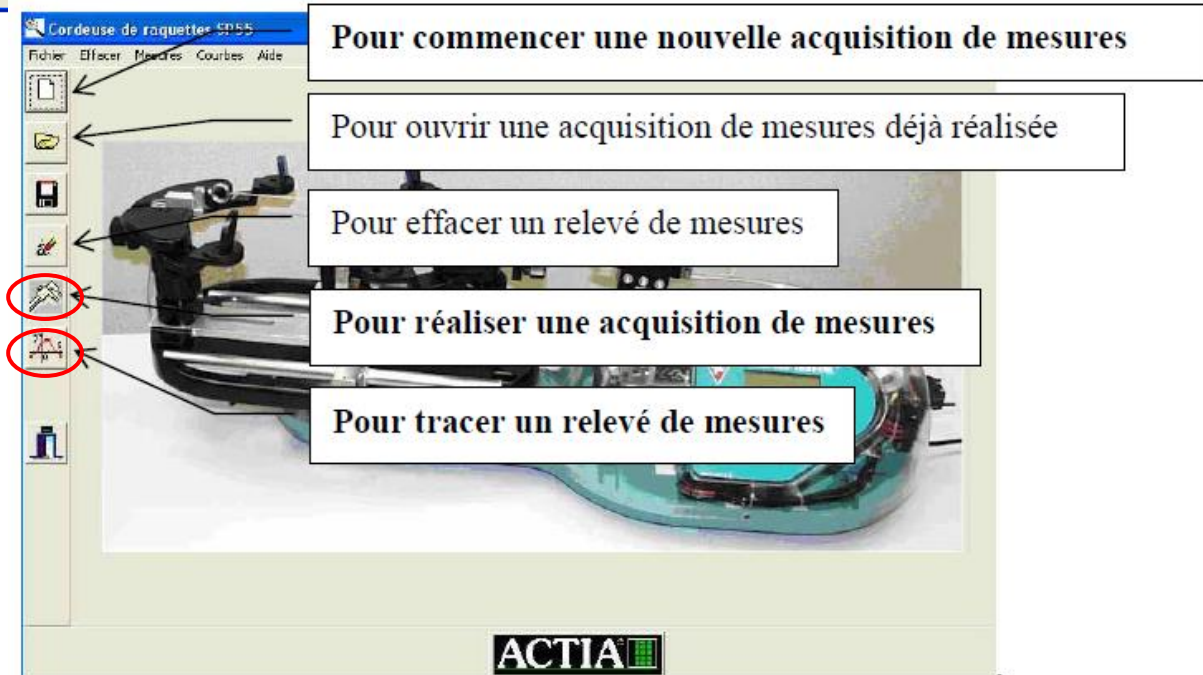 Cordeuse de raquettes SP55
Fichier Effacer Mesures Courbes Aide
Pour commencer une nouvelle acquisition de mesures
Pour ouvrir une acquisition de mesures déjà réalisée
Pour effacer un relevé de mesures
Pour réaliser une acquisition de mesures
Pour tracer un relevé de mesures
ACTIA